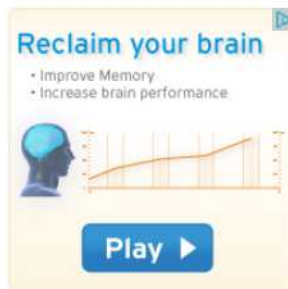 Reclaim your brain
• Improve Memory
• Increase brain performance
Play